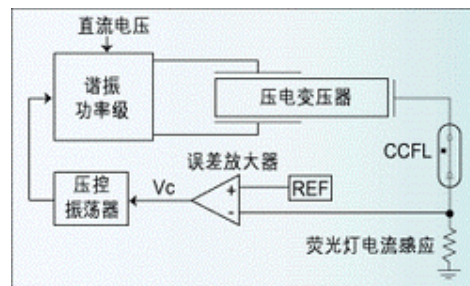 直流电压
谐振
功率级
压电变压器
CCFL
误差放大器
压控
振荡器
Vc
+
-
REF
荧光灯电流感应